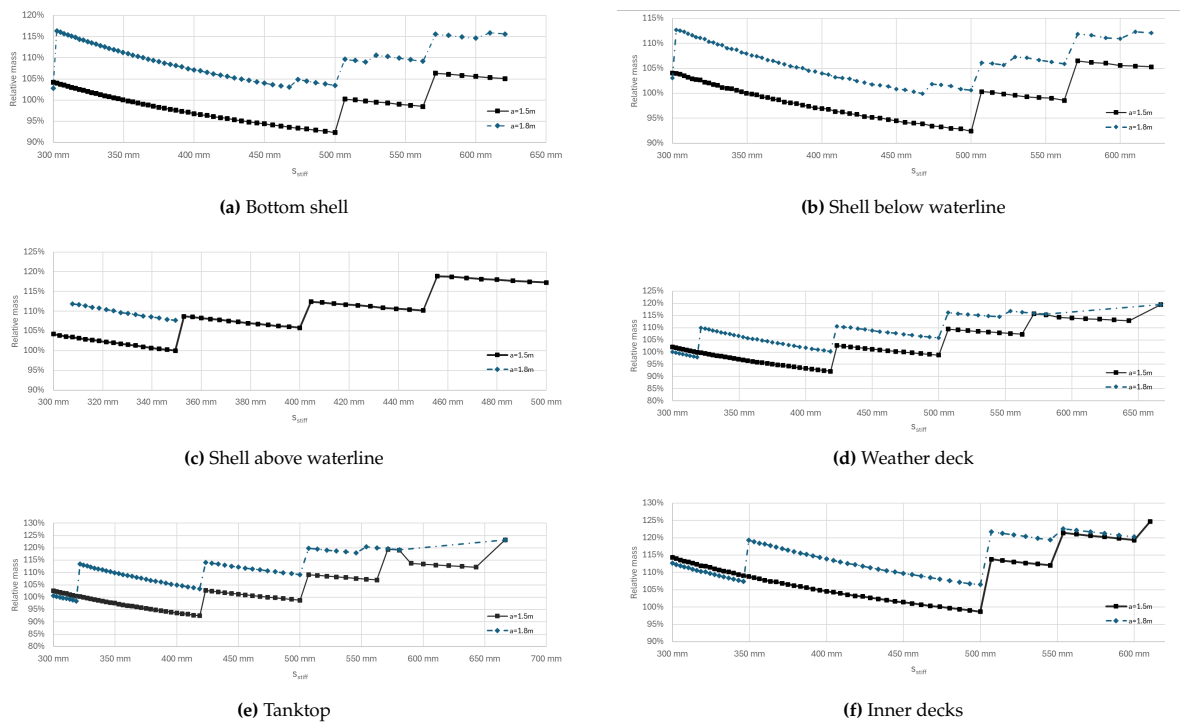 120%
115%
110%
105%
100%
95%
90%
Relative mass
300 mm 350 mm 400 mm 450 mm 500 mm 550 mm 600 mm 650 mm
s_stiff
a=1.5m
a=1.8m
(a) Bottom shell
115%
110%
105%
100%
95%
90%
Relative mass
300 mm 350 mm 400 mm 450 mm 500 mm 550 mm 600 mm
s_stiff
a=1.5m
a=1.8m
(b) Shell below waterline
125%
120%
115%
110%
105%
100%
95%
90%
Relative mass
300 mm 320 mm 340 mm 360 mm 380 mm 400 mm 420 mm 440 mm 460 mm 480 mm 500 mm
s_stiff
a=1.5m
a=1.8m
(c) Shell above waterline
125%
120%
115%
110%
105%
100%
95%
90%
85%
80%
Relative mass
300 mm 350 mm 400 mm 450 mm 500 mm 550 mm 600 mm 650 mm
s_stiff
a=1.5m
a=1.8m
(d) Weather deck
130%
125%
120%
115%
110%
105%
100%
95%
90%
85%
80%
Relative mass
300 mm 350 mm 400 mm 450 mm 500 mm 550 mm 600 mm 650 mm 700 mm
s_stiff
a=1.5m
a=1.8m
(e) Tanktop
130%
125%
120%
115%
110%
105%
100%
95%
90%
Relative mass
300 mm 350 mm 400 mm 450 mm 500 mm 550 mm 600 mm
s_stiff
a=1.5m
a=1.8m
(f) Inner decks